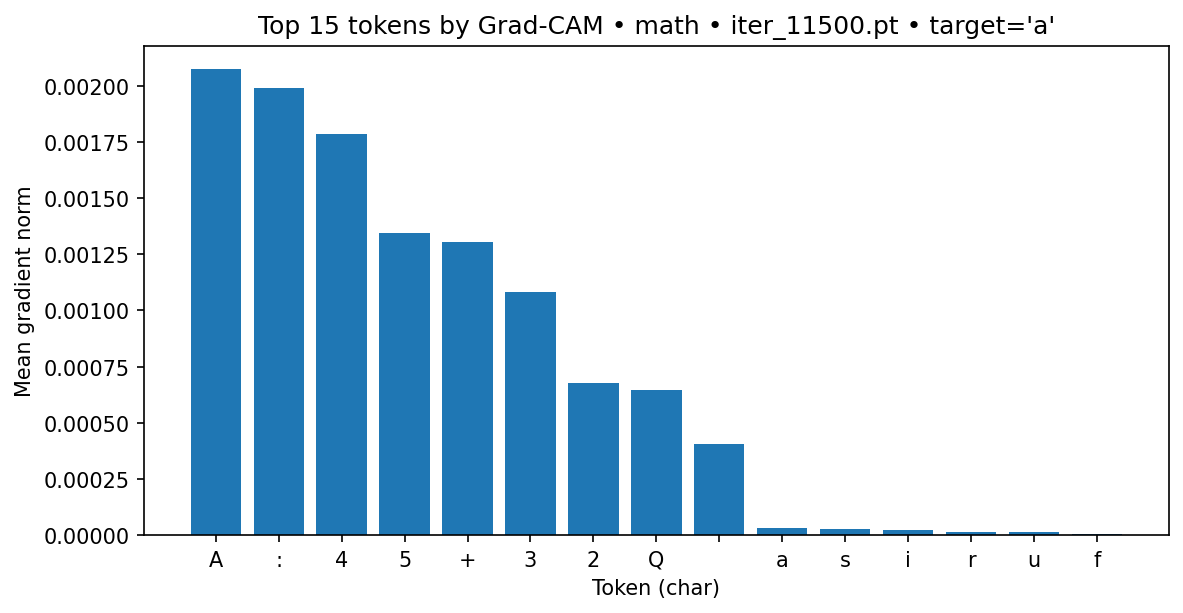 Top 15 tokens by Grad-CAM • math • iter_11500.pt • target='a'
Mean gradient norm
0.00200
0.00175
0.00150
0.00125
0.00100
0.00075
0.00050
0.00025
0.00000
A : 4 5 + 3 2 Q a s i r u f
Token (char)